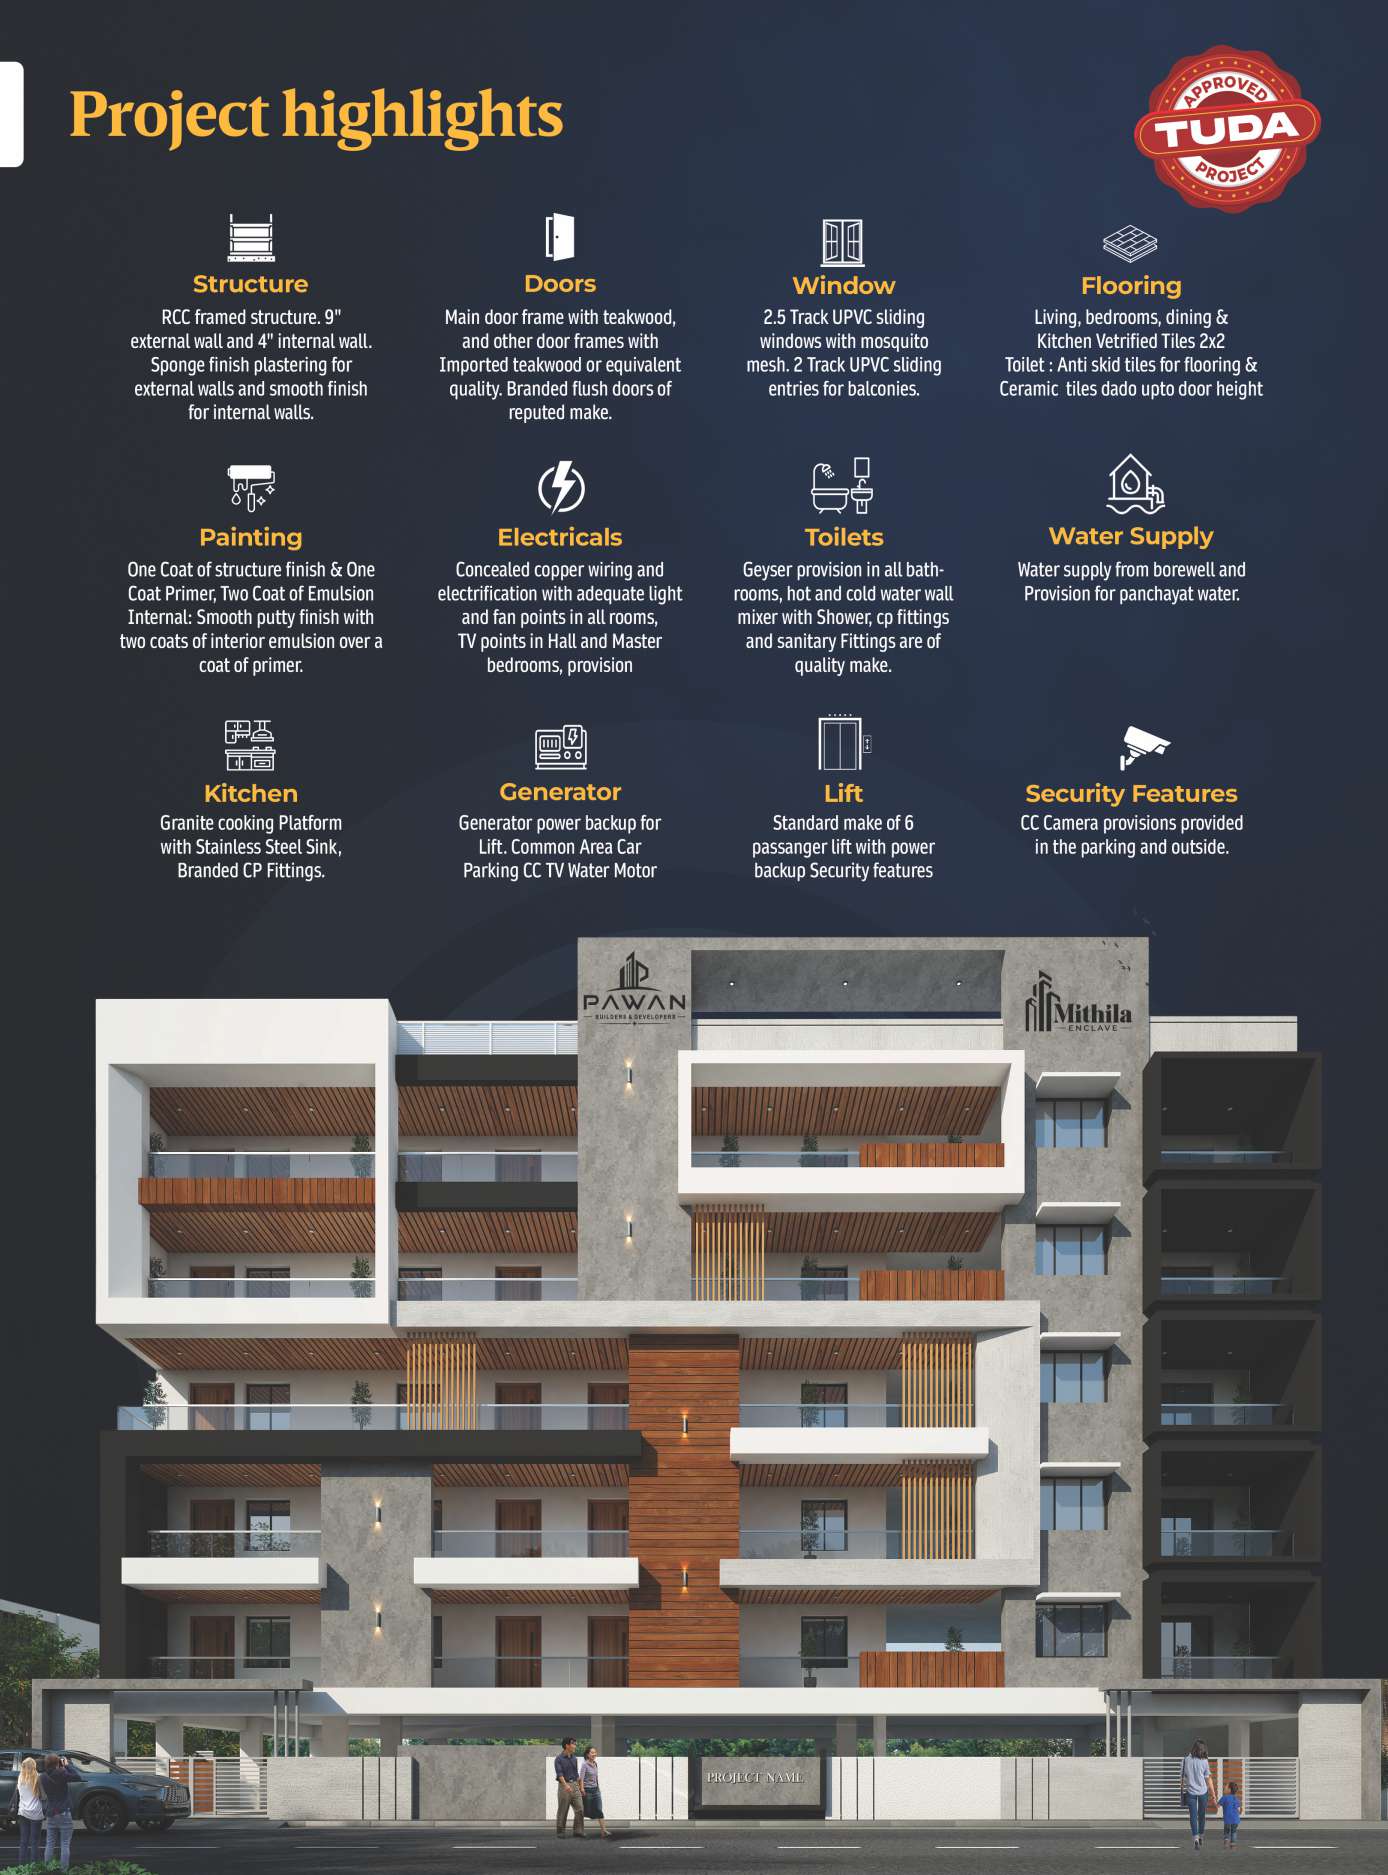 Project highlights
APPROVED
TUDA
PROJECT
Structure
RCC framed structure. 9"
external wall and 4" internal wall.
Sponge finish plastering for
external walls and smooth finish
for internal walls.
Doors
Main door frame with teakwood,
and other door frames with
Imported teakwood or equivalent
quality. Branded flush doors of
reputed make.
Window
2.5 Track UPVC sliding
windows with mosquito
mesh. 2 Track UPVC sliding
entries for balconies.
Flooring
Living, bedrooms, dining &
Kitchen Vetrified Tiles 2x2
Toilet : Anti skid tiles for flooring &
Ceramic tiles dado upto door height
Painting
One Coat of structure finish & One
Coat Primer, Two Coat of Emulsion
Internal: Smooth putty finish with
two coats of interior emulsion over a
coat of primer.
Electricals
Concealed copper wiring and
electrification with adequate light
and fan points in all rooms,
TV points in Hall and Master
bedrooms, provision
Toilets
Geyser provision in all bath-
rooms, hot and cold water wall
mixer with Shower, cp fittings
and sanitary Fittings are of
quality make.
Water Supply
Water supply from borewell and
Provision for panchayat water.
Kitchen
Granite cooking Platform
with Stainless Steel Sink,
Branded CP Fittings.
Generator
Generator power backup for
Lift. Common Area Car
Parking CC TV Water Motor
Lift
Standard make of 6
passanger lift with power
backup Security features
Security Features
CC Camera provisions provided
in the parking and outside.
PAWAN
BUILDERS & DEVELOPERS
Mithila
ENCLAVE
PROJECT NAME